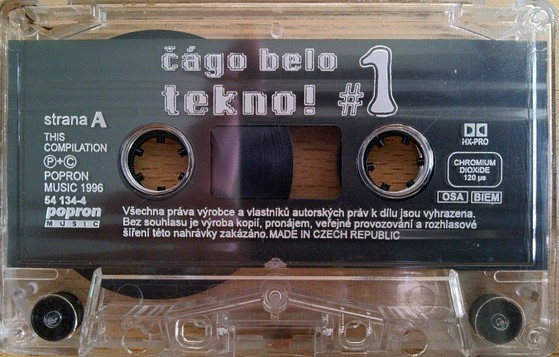 čágo belo
tekno! #1
strana A
THIS
COMPILATION
Ⓟ+©
POPRON
MUSIC 1996
54 134-4
popron
MUSIC
HX-PRO
CHROMIUM
DIOXIDE
120 µs
OSA BIEM
Všechna práva výrobce a vlastníků autorských práv k dílu jsou vyhrazena.
Bez souhlasu je výroba kopií, pronájem, veřejné provozování a rozhlasové
šíření této nahrávky zakázáno. MADE IN CZECH REPUBLIC